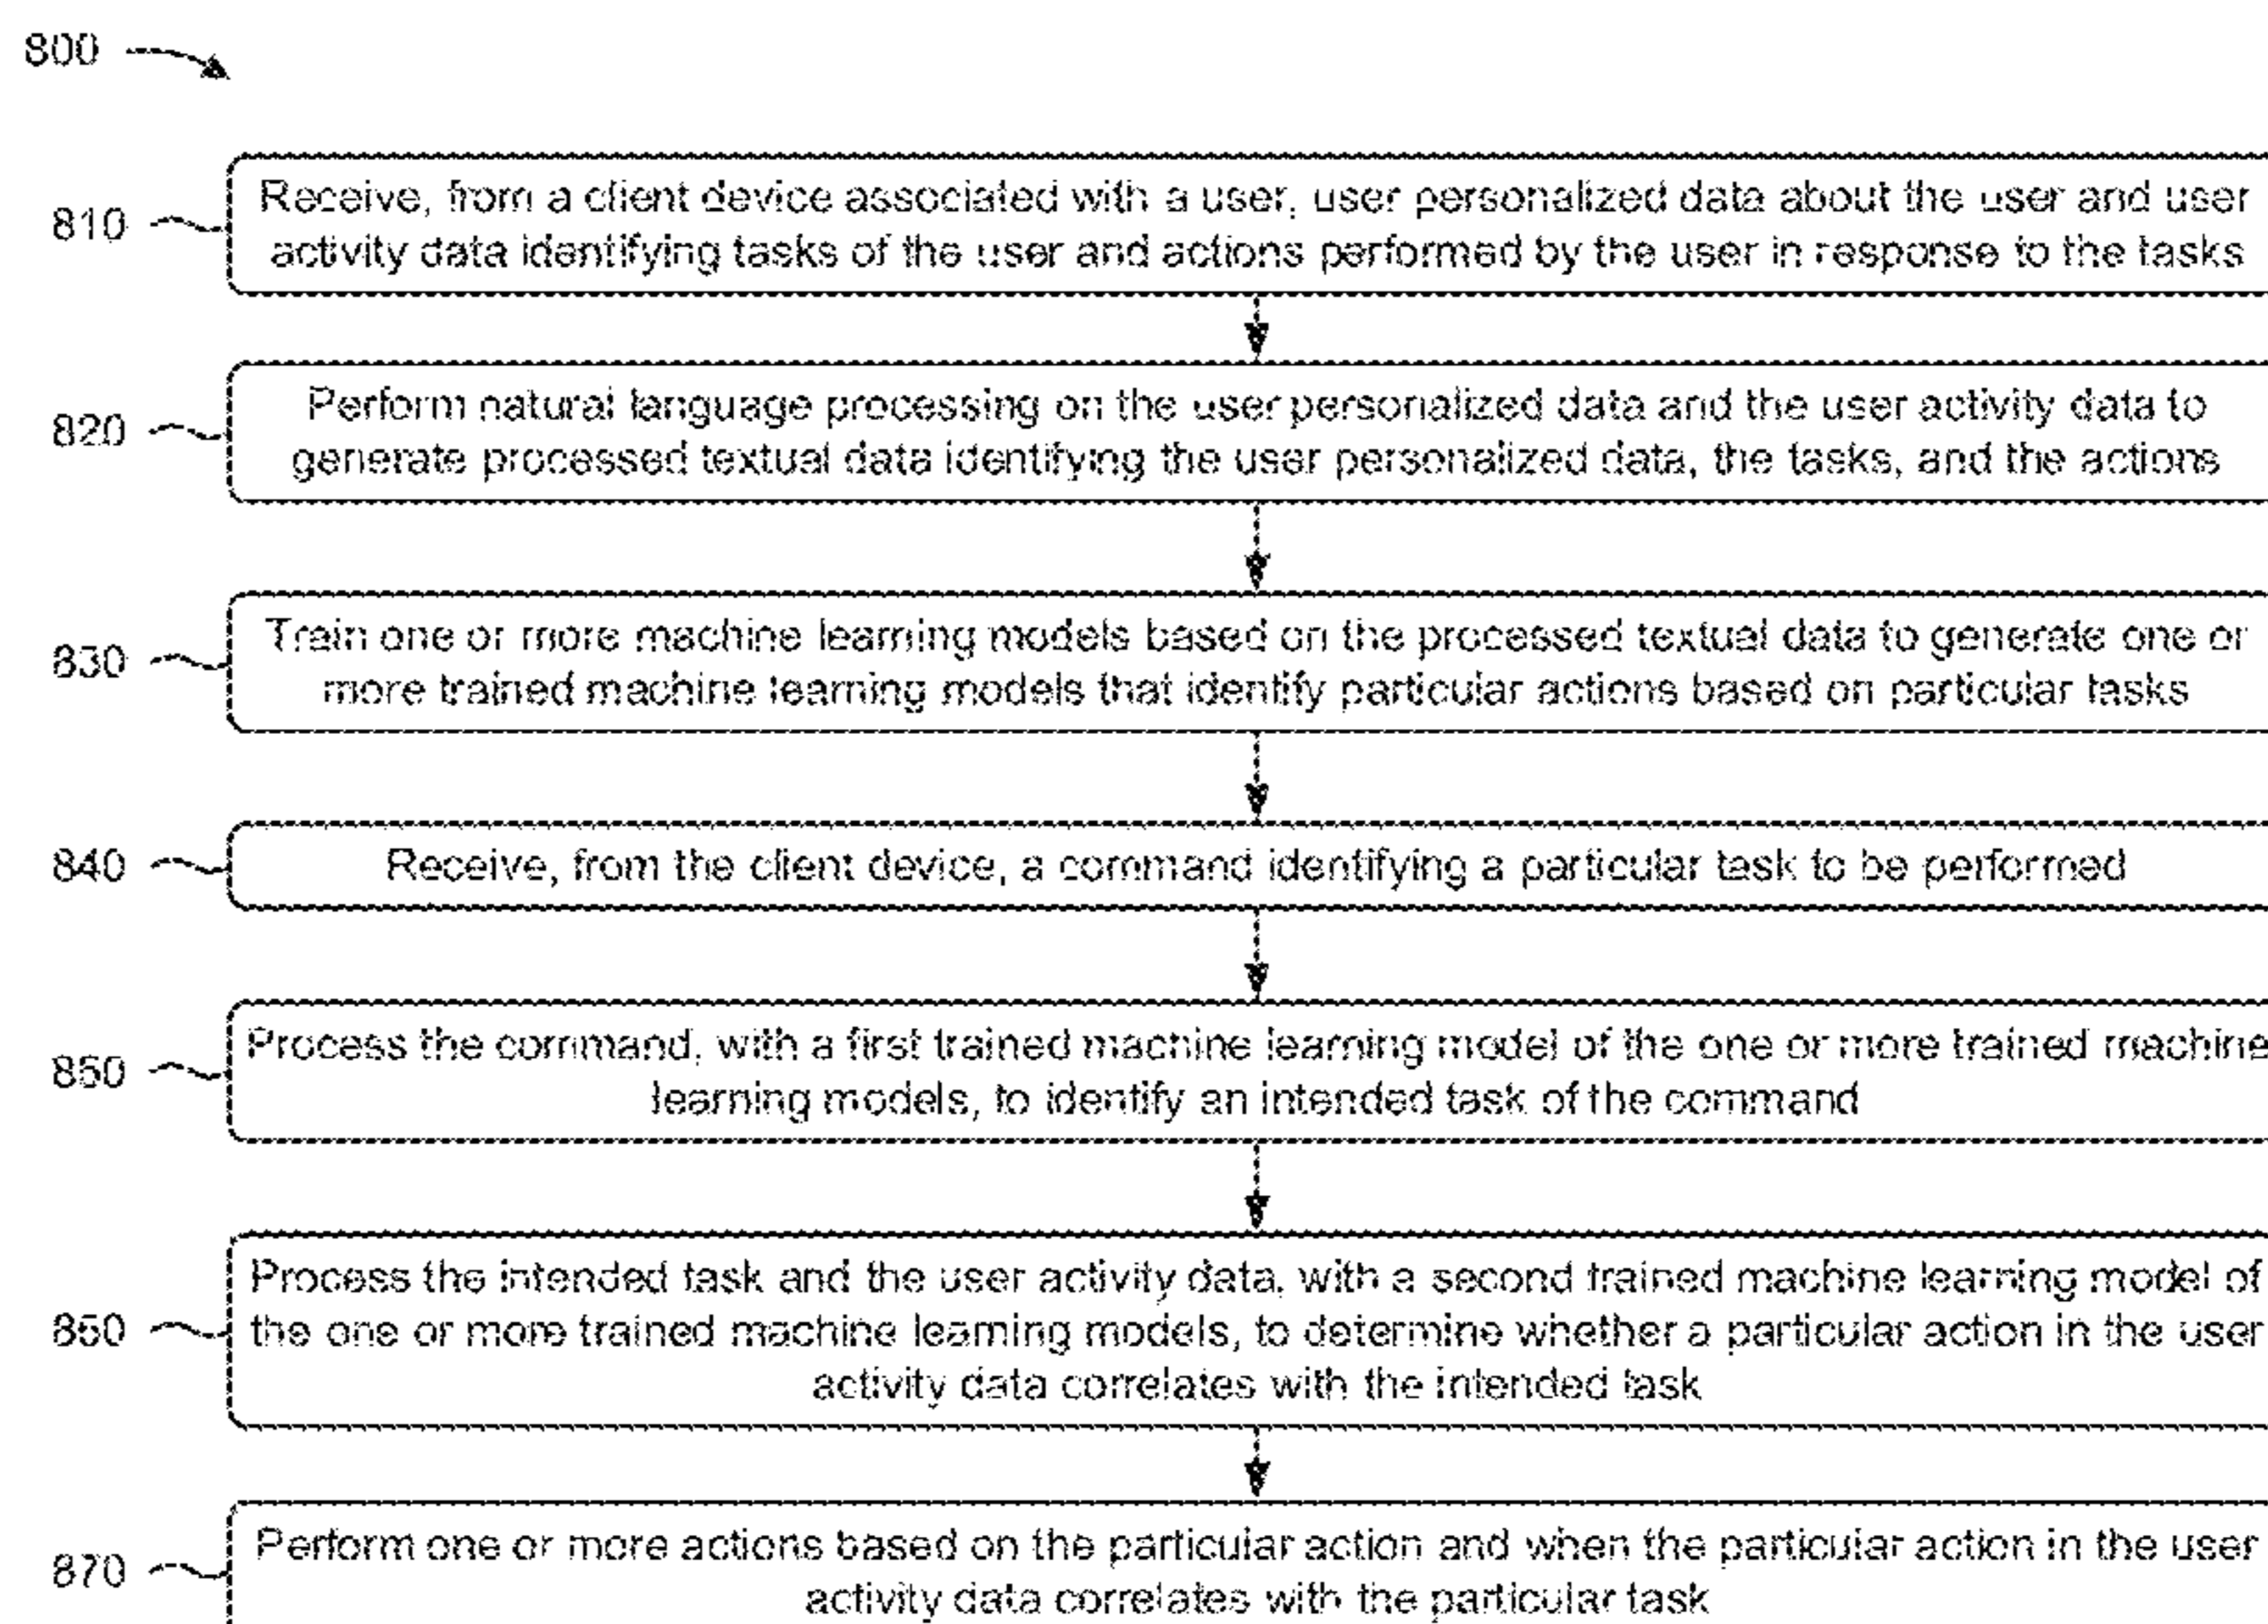 800
810
Receive, from a client device associated with a user, user personalized data about the user and user
activity data identifying tasks of the user and actions performed by the user in response to the tasks
820
Perform natural language processing on the user personalized data and the user activity data to
generate processed textual data identifying the user personalized data, the tasks, and the actions
830
Train one or more machine learning models based on the processed textual data to generate one or
more trained machine learning models that identify particular actions based on particular tasks
840
Receive, from the client device, a command identifying a particular task to be performed
850
Process the command, with a first trained machine learning model of the one or more trained machine
learning models, to identify an intended task of the command
860
Process the intended task and the user activity data, with a second trained machine learning model of
the one or more trained machine learning models, to determine whether a particular action in the user
activity data correlates with the intended task
870
Perform one or more actions based on the particular action and when the particular action in the user
activity data correlates with the particular task